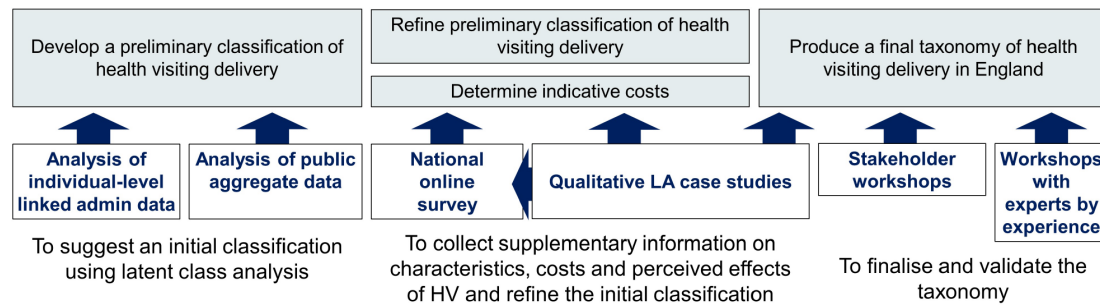 Develop a preliminary classification of
health visiting delivery
Refine preliminary classification of health
visiting delivery
Determine indicative costs
Produce a final taxonomy of health
visiting delivery in England
Analysis of
individual-level
linked admin data
Analysis of public
aggregate data
National
online
survey
Qualitative LA case studies
Stakeholder
workshops
Workshops
with
experts by
experience
To suggest an initial classification
using latent class analysis
To collect supplementary information on
characteristics, costs and perceived effects
of HV and refine the initial classification
To finalise and validate the
taxonomy